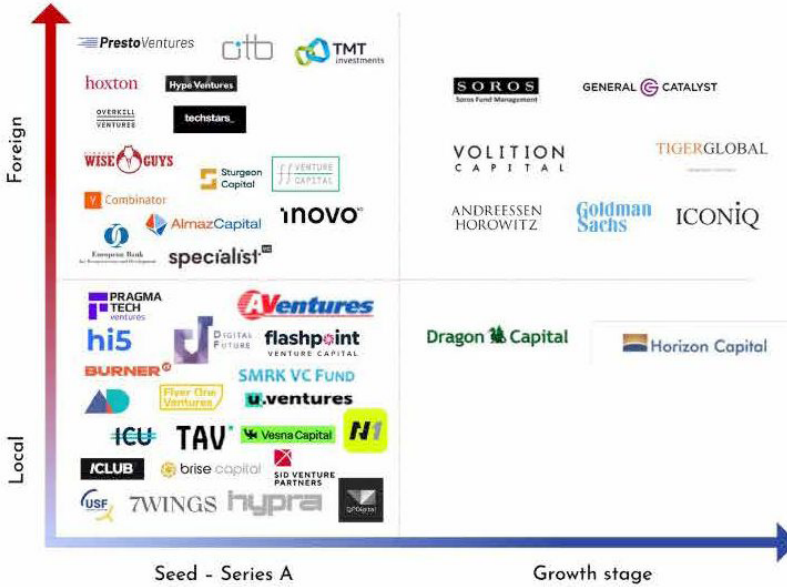 Foreign
Local
PrestoVentures
citb
TMT
investments
hoxton
Hype Ventures
OVERKILL
VENTURES
techstars_
WISE GUYS
Sturgeon
Capital
VENTURE
CAPITAL
Y Combinator
AlmazCapital
inovo
European Bank
for Reconstruction and Development
specialist
SOROS
Soros Fund Management
GENERAL CATALYST
VOLITION
CAPITAL
TIGERGLOBAL
ANDREESSEN
HOROWITZ
Goldman
Sachs
ICONIQ
PRAGMA
TECH
ventures
AVentures
hi5
DIGITAL
FUTURE
flashpoint
VENTURE CAPITAL
BURNER
SMRK VC FUND
Flyer One
Ventures
u.ventures
ICU
TAV
Vesna Capital
N1
ICLUB
brise capital
SID VENTURE
PARTNERS
USF
7WINGS
hypra
QPDigital
Dragon Capital
Horizon Capital
Seed – Series A
Growth stage